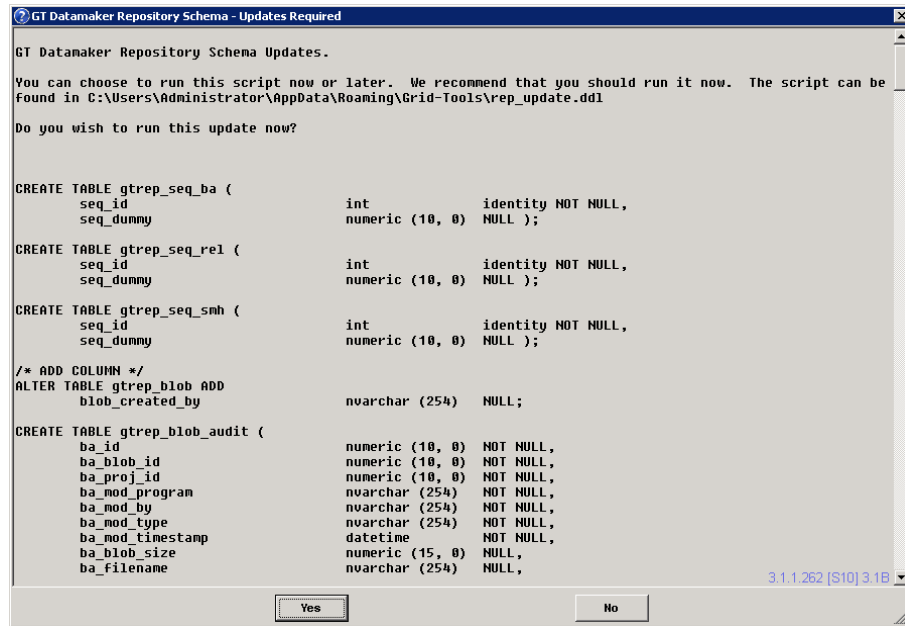 GT Datamaker Repository Schema - Updates Required
GT Datamaker Repository Schema Updates.
You can choose to run this script now or later.  We recommend that you should run it now.  The script can be
found in C:\Users\Administrator\AppData\Roaming\Grid-Tools\rep_update.ddl
Do you wish to run this update now?
CREATE TABLE gtrep_seq_ba (
seq_id int identity NOT NULL,
seq_dummy numeric (10, 0) NULL );
CREATE TABLE gtrep_seq_rel (
seq_id int identity NOT NULL,
seq_dummy numeric (10, 0) NULL );
CREATE TABLE gtrep_seq_smh (
seq_id int identity NOT NULL,
seq_dummy numeric (10, 0) NULL );
/* ADD COLUMN */
ALTER TABLE gtrep_blob ADD
blob_created_by nvarchar (254) NULL;
CREATE TABLE gtrep_blob_audit (
ba_id numeric (10, 0) NOT NULL,
ba_blob_id numeric (10, 0) NOT NULL,
ba_proj_id numeric (10, 0) NOT NULL,
ba_mod_program nvarchar (254) NOT NULL,
ba_mod_by nvarchar (254) NOT NULL,
ba_mod_type nvarchar (254) NOT NULL,
ba_mod_timestamp datetime NOT NULL,
ba_blob_size numeric (15, 0) NULL,
ba_filename nvarchar (254) NULL,
3.1.1.262 [S10] 3.1B
Yes No